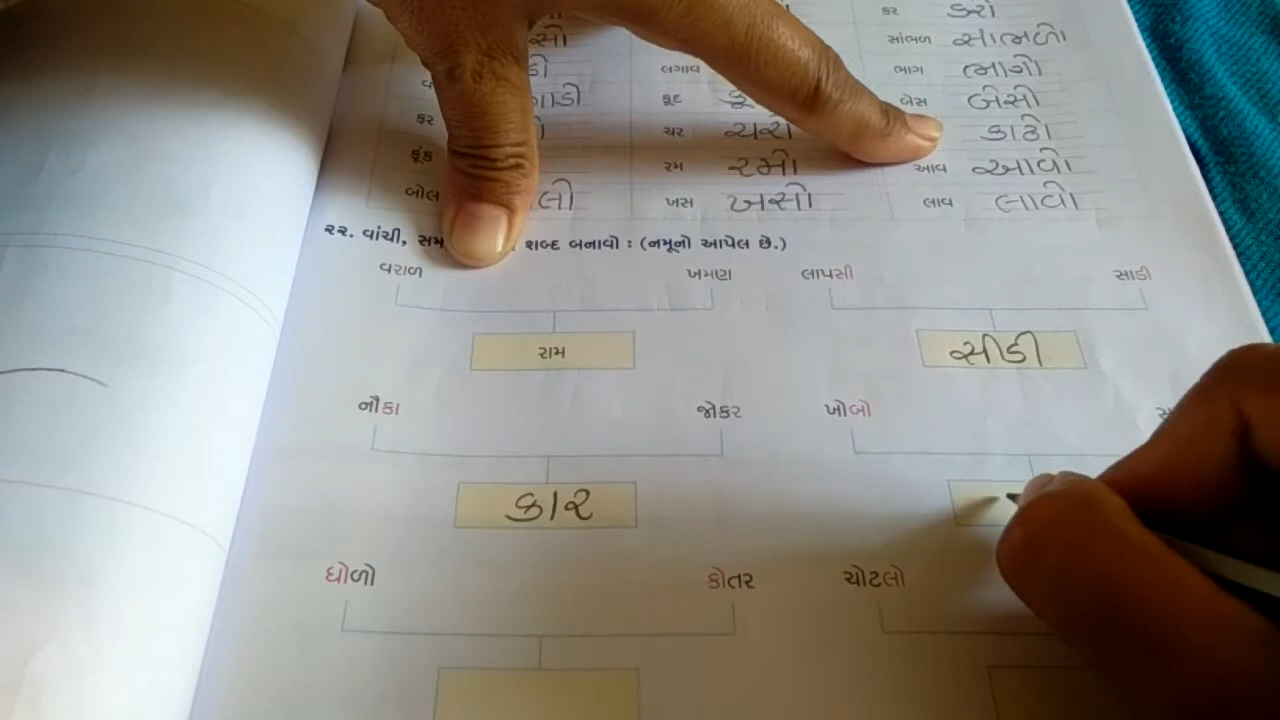 કર કરો
સો સાંભળ સાભળો
ડો લગાવ ભાગ ભાગો
ગાડો કૂદ કૂ બેસ બેસો
ફર ચર ચરો કાઢો
ફૂંક રમ રમો આવ આવો
બોલ લો ખસ ખસો લાવ લાવો
૨૨. વાંચી, સમ શબ્દ બનાવો : (નમૂનો આપેલ છે.)
વરાળ ખમણ લાપસી સાડી
રામ સીડી
નૌકા જોકર ખોબો
કાર
ધોળો કોતર ચોટલો